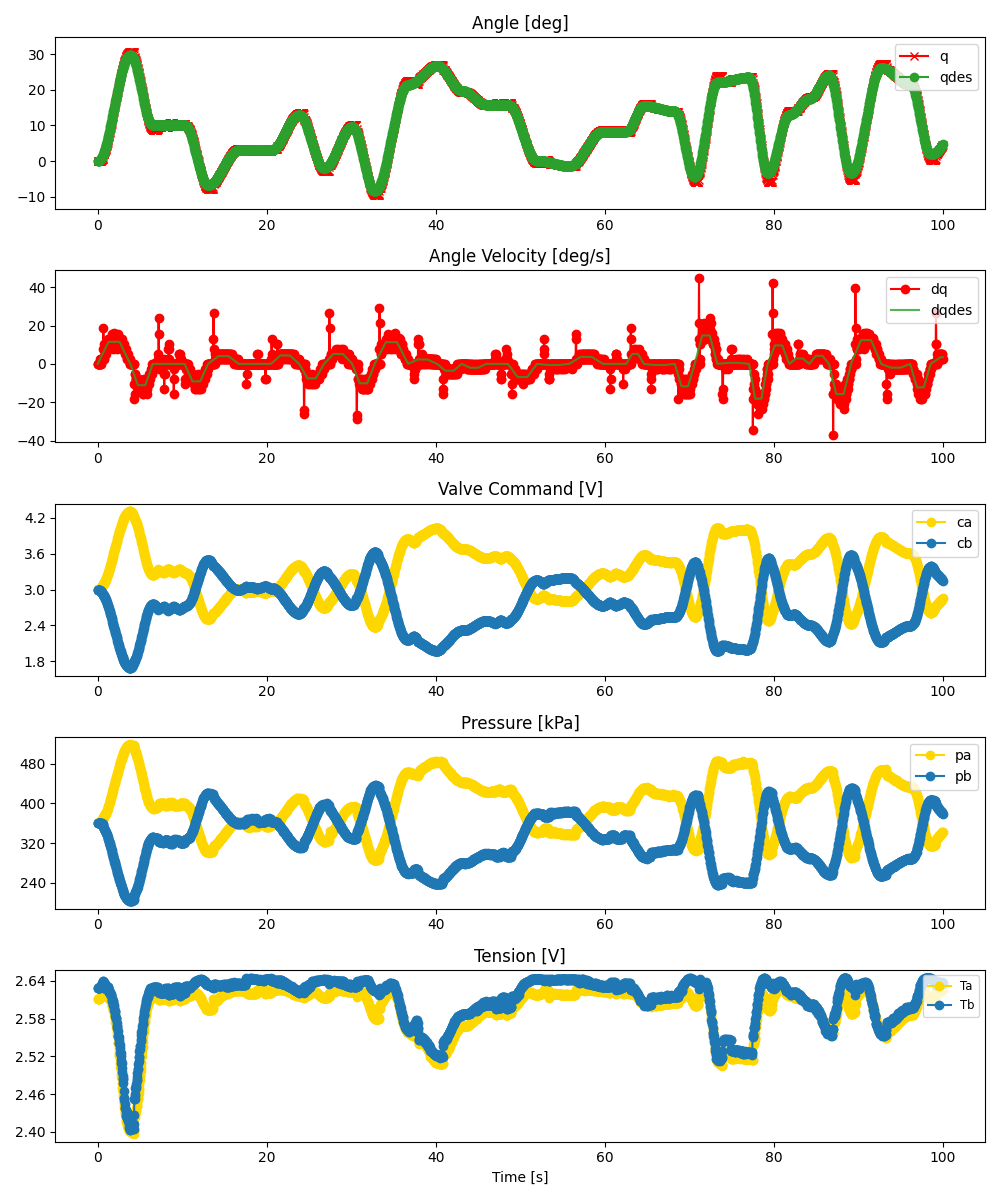 Angle [deg]
30
20
10
0
−10
q
qdes
0 20 40 60 80 100
Angle Velocity [deg/s]
40
20
0
−20
−40
dq
dqdes
0 20 40 60 80 100
Valve Command [V]
4.2
3.6
3.0
2.4
1.8
ca
cb
0 20 40 60 80 100
Pressure [kPa]
480
400
320
240
pa
pb
0 20 40 60 80 100
Tension [V]
2.64
2.58
2.52
2.46
2.40
Ta
Tb
0 20 40 60 80 100
Time [s]